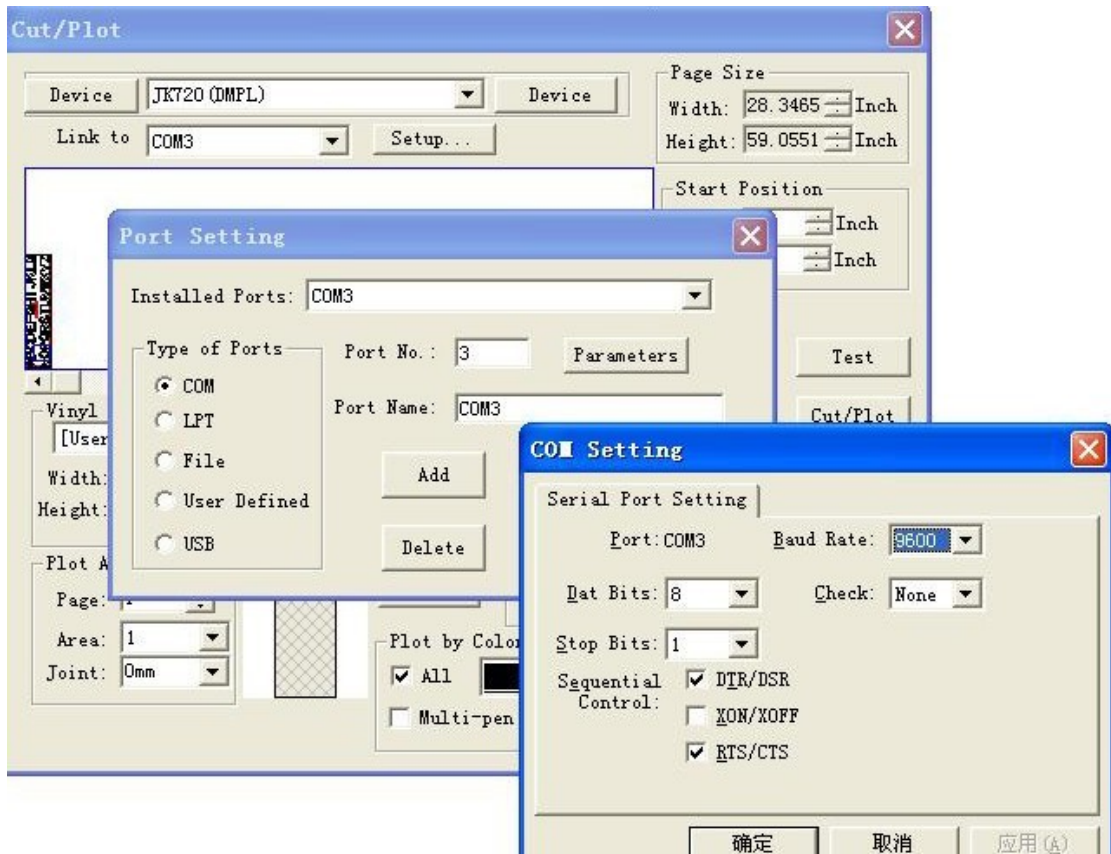 Cut/Plot
Device JK720(DMPL) Device
Link to COM3 Setup...
Page Size
Width: 28.3465 Inch
Height: 59.0551 Inch
Start Position
Inch
Inch
Port Setting
Installed Ports: COM3
Type of Ports
COM
LPT
File
User Defined
USB
Port No.: 3 Parameters
Port Name: COM3
Add
Delete
Test
Cut/Plot
Vinyl
[User
Width:
Height:
Plot A
Page:
Area: 1
Joint: 0mm
Plot by Color
All
Multi-pen
COM Setting
Serial Port Setting
Port: COM3 Baud Rate: 9600
Dat Bits: 8 Check: None
Stop Bits: 1
Sequential Control:
DTR/DSR
XON/XOFF
RTS/CTS
确定 取消 应用(A)